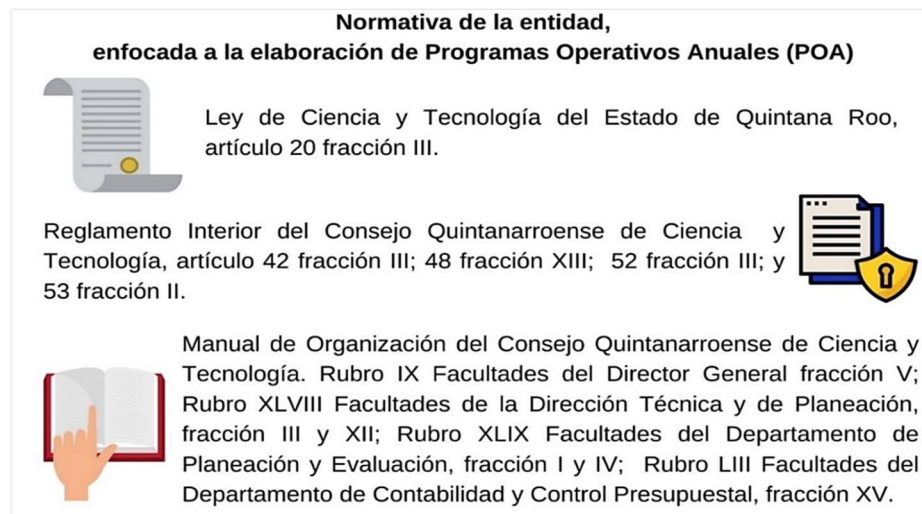 Normativa de la entidad,
enfocada a la elaboración de Programas Operativos Anuales (POA)
Ley de Ciencia y Tecnología del Estado de Quintana Roo,
artículo 20 fracción III.
Reglamento Interior del Consejo Quintanarroense de Ciencia y
Tecnología, artículo 42 fracción III; 48 fracción XIII; 52 fracción III; y
53 fracción II.
Manual de Organización del Consejo Quintanarroense de Ciencia y
Tecnología. Rubro IX Facultades del Director General fracción V;
Rubro XLVIII Facultades de la Dirección Técnica y de Planeación,
fracción III y XII; Rubro XLIX Facultades del Departamento de
Planeación y Evaluación, fracción I y IV; Rubro LIII Facultades del
Departamento de Contabilidad y Control Presupuestal, fracción XV.